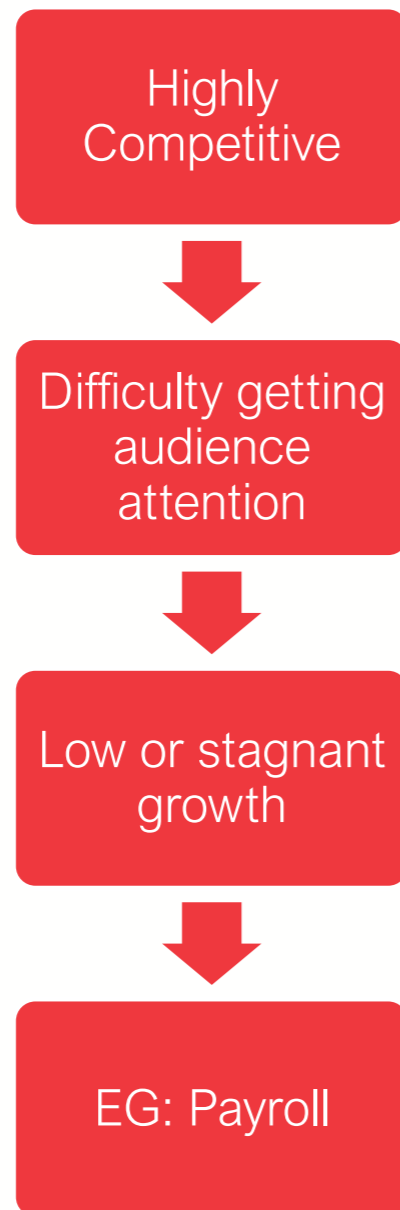 Highly
Competitive
Difficulty getting
audience
attention
Low or stagnant
growth
EG: Payroll